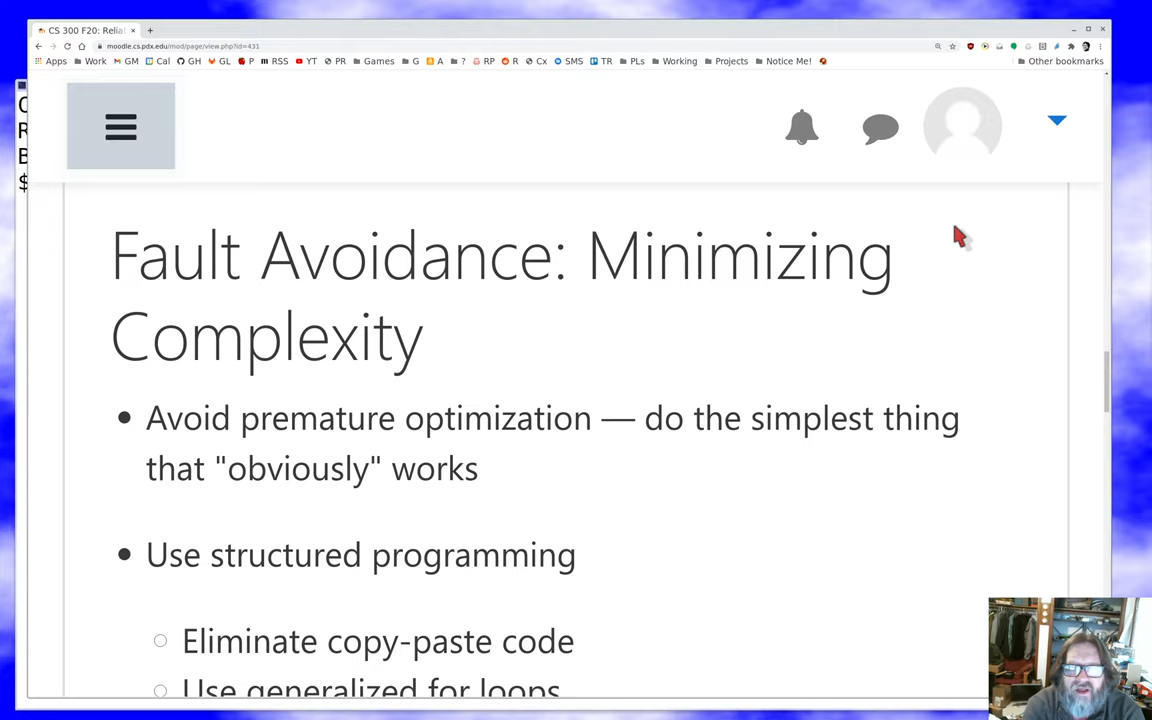 CS 300 F20: Relia
moodle.cs.pdx.edu/mod/page/view.php?id=431
Apps Work GM Cal GH GL P RSS YT PR Games G A ? RP R Cx SMS TR PLs Working Projects Notice Me! Other bookmarks
Fault Avoidance: Minimizing
Complexity
Avoid premature optimization — do the simplest thing
that "obviously" works
Use structured programming
Eliminate copy-paste code
Use generalized for loops
R
B
$